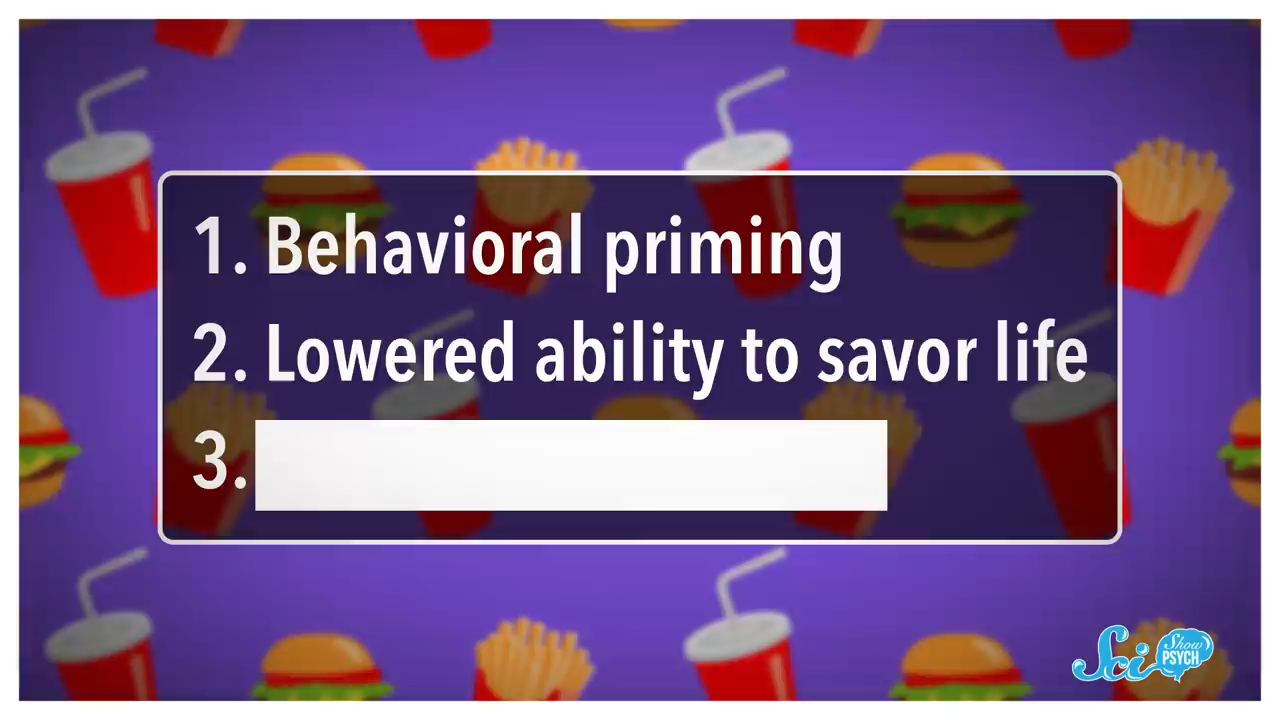 1. Behavioral priming
2. Lowered ability to savor life
3.
SciShow
PSYCH